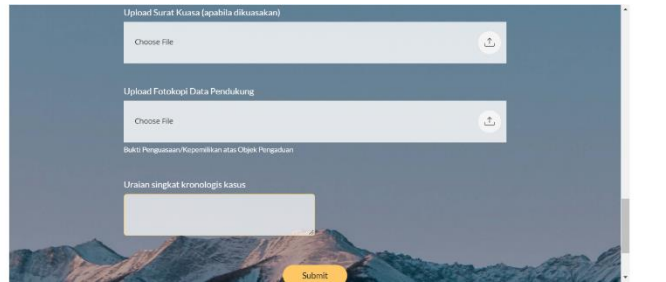 Upload Surat Kuasa (apabila dikuasakan)
Choose File
Upload Fotokopi Data Pendukung
Choose File
Bukti Penguasaan/Kepomilikan atas Objek Pengaduan
Uraian singkat kronologis kasus
Submit